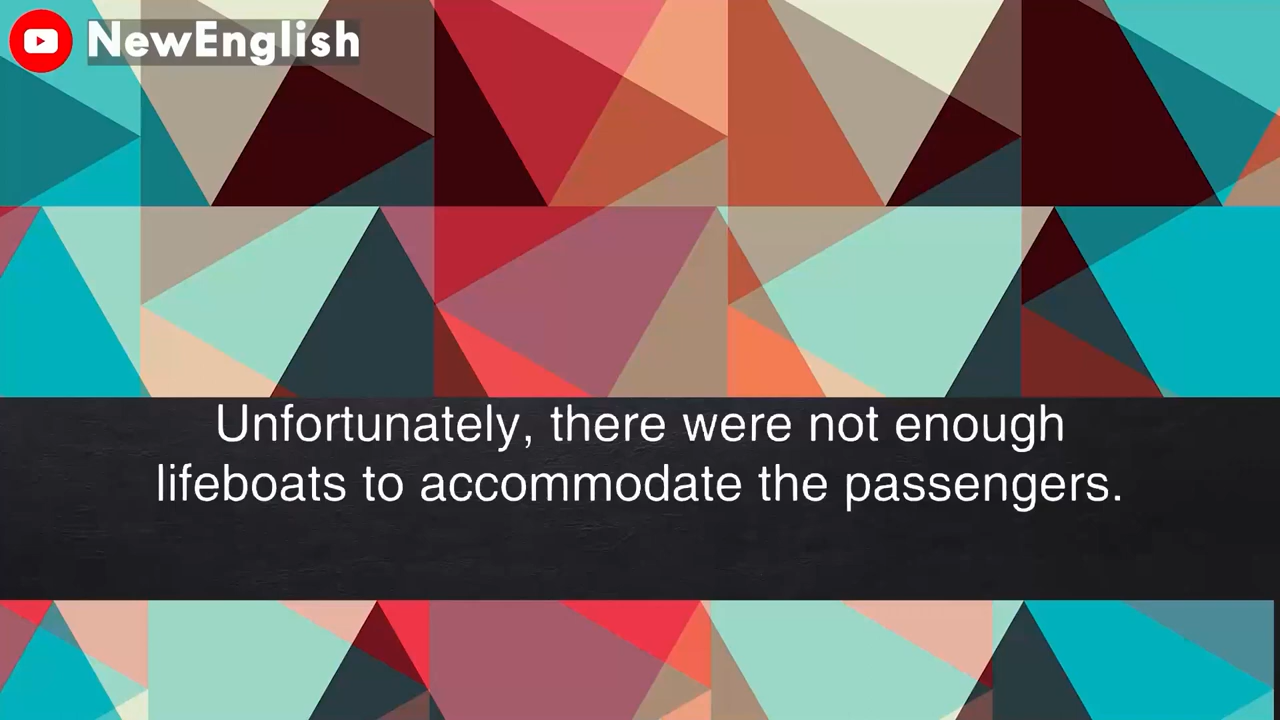 NewEnglish
Unfortunately, there were not enough
lifeboats to accommodate the passengers.